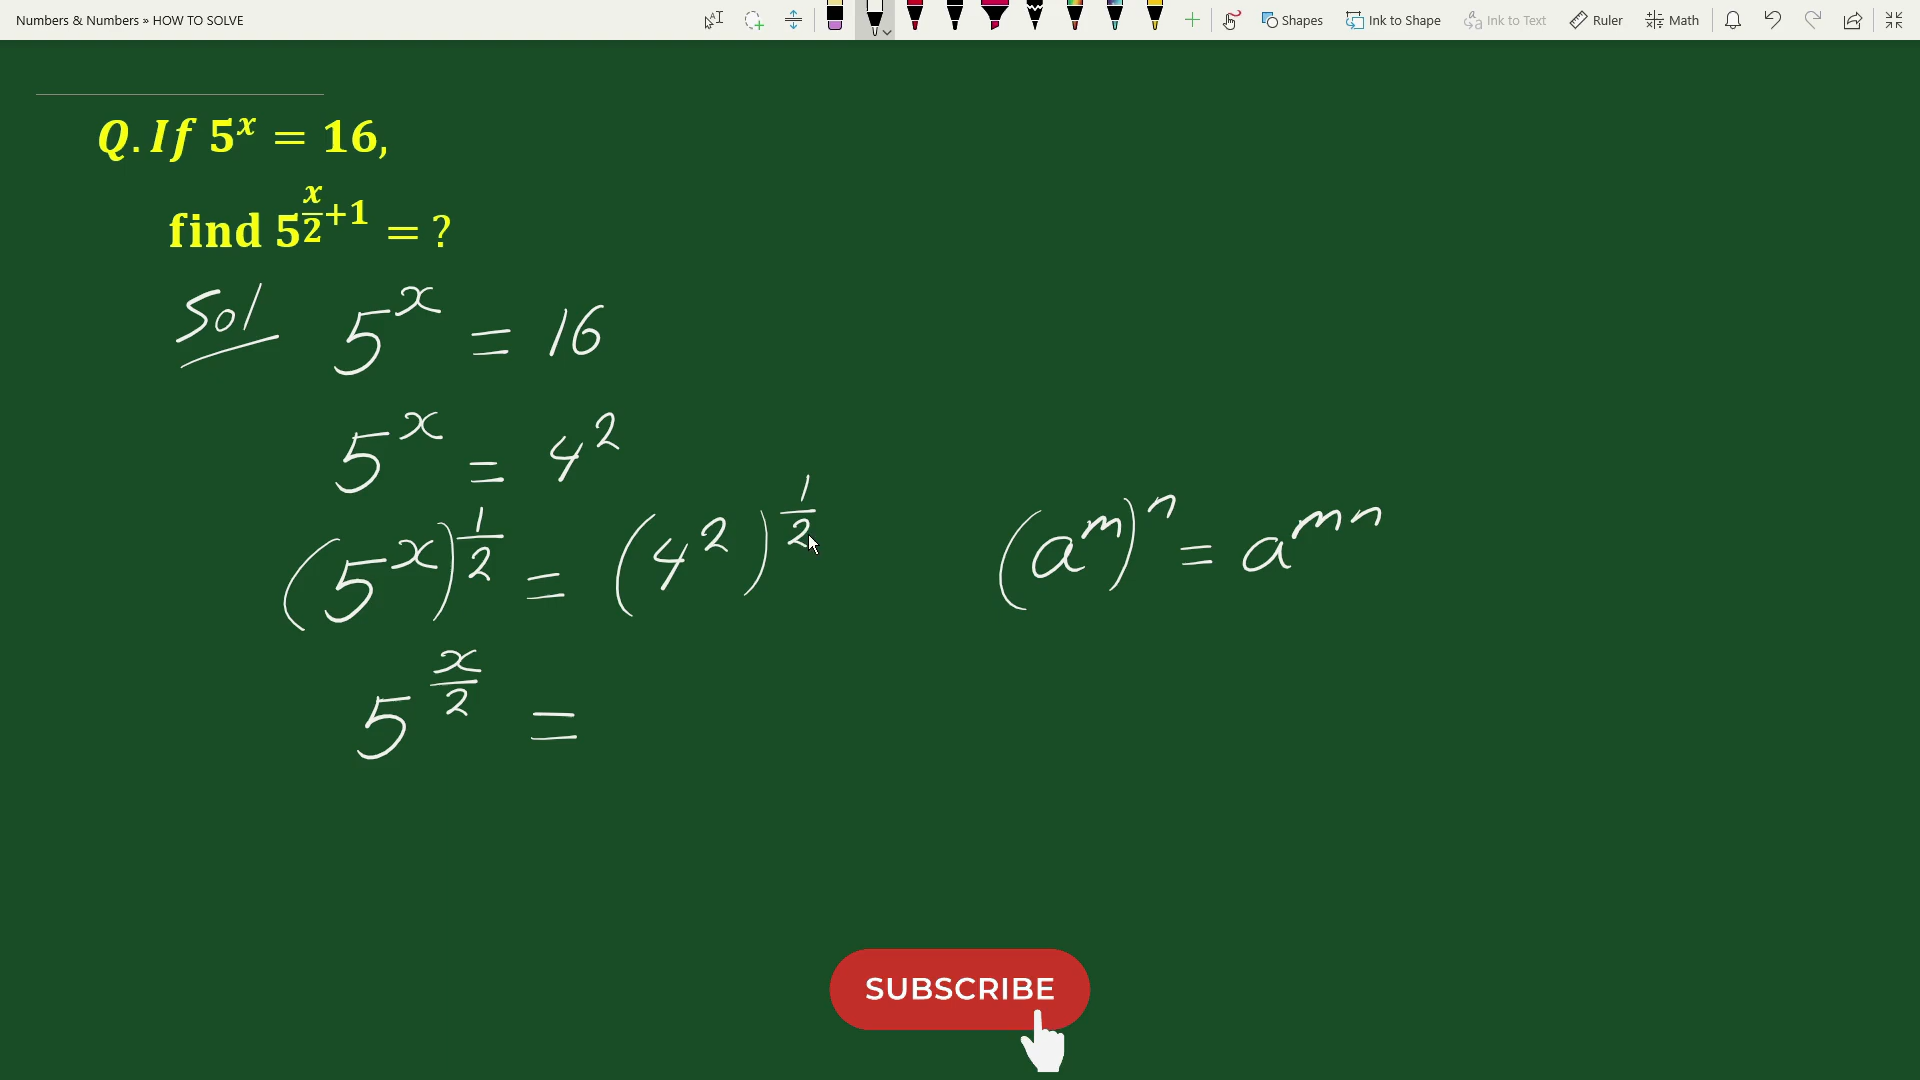 Numbers & Numbers » HOW TO SOLVE
Shapes
Ink to Shape
Ink to Text
Ruler
Math
Q. If 5^x = 16,
find 5^(x/2+1) = ?
Sol 5^x = 16
5^x = 4^2
(5^x)^(1/2) = (4^2)^(1/2)
(a^m)^n = a^mn
5^(x/2) =
SUBSCRIBE